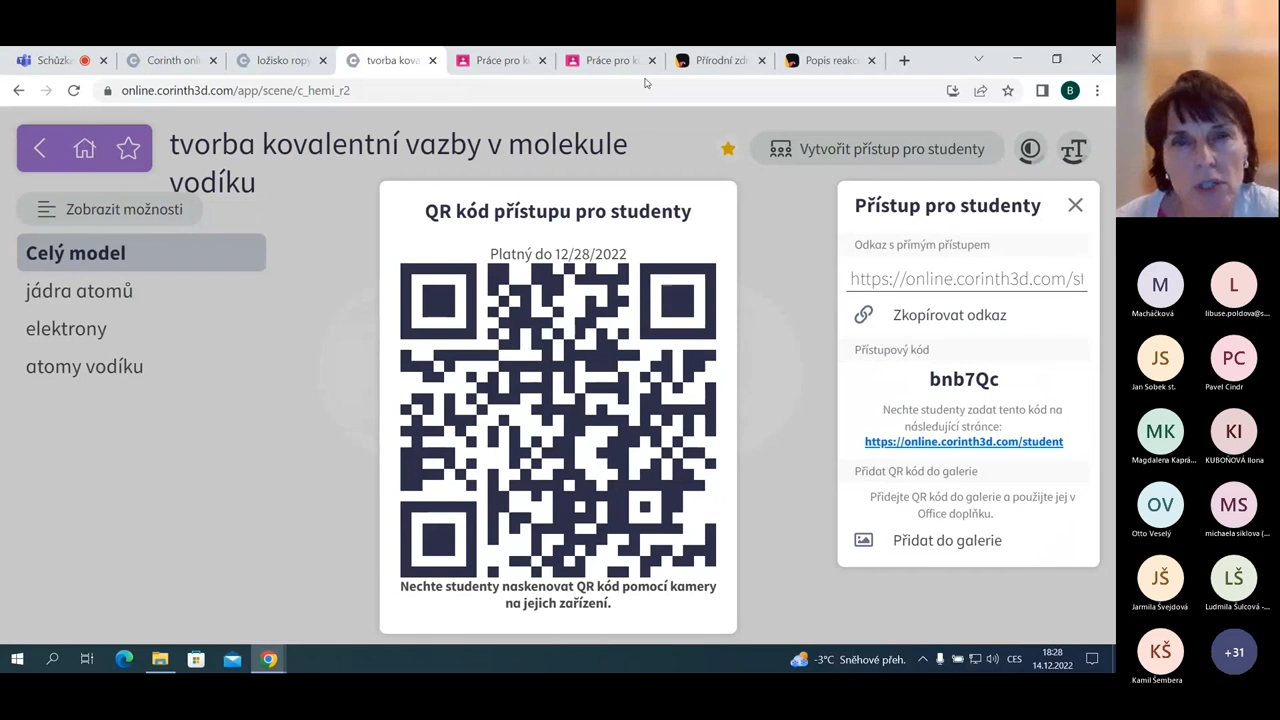 Schůzk
Corinth onli
ložisko ropy
tvorba kova
Práce pro k
Práce pro k
Přírodní zdr
Popis reakc
online.corinth3d.com/app/scene/c_hemi_r2
B
tvorba kovalentní vazby v molekule
vodíku
Vytvořit přístup pro studenty
Zobrazit možnosti
Celý model
jádra atomů
elektrony
atomy vodíku
QR kód přístupu pro studenty
Platný do 12/28/2022
Nechte studenty naskenovat QR kód pomocí kamery
na jejich zařízení.
Přístup pro studenty
Odkaz s přímým přístupem
https://online.corinth3d.com/st
Zkopírovat odkaz
Přístupový kód
bnb7Qc
Nechte studenty zadat tento kód na
následující stránce:
https://online.corinth3d.com/student
Přidat QR kód do galerie
Přidejte QR kód do galerie a použijte jej v
Office doplňku.
Přidat do galerie
-3°C Sněhové přeh.
CES
18:28
14.12.2022
M
Macháčková
L
libuse.poldova@s...
JS
Jan Sobek st.
PC
Pavel Cindr
MK
Magdalena Kaprá...
KI
KUBOŇOVÁ Ilona
OV
Otto Veselý
MS
michaela siklova (...
JŠ
Jarmila Švejdová
LŠ
Ludmila Šulcová -...
KŠ
Kamil Šembera
+31